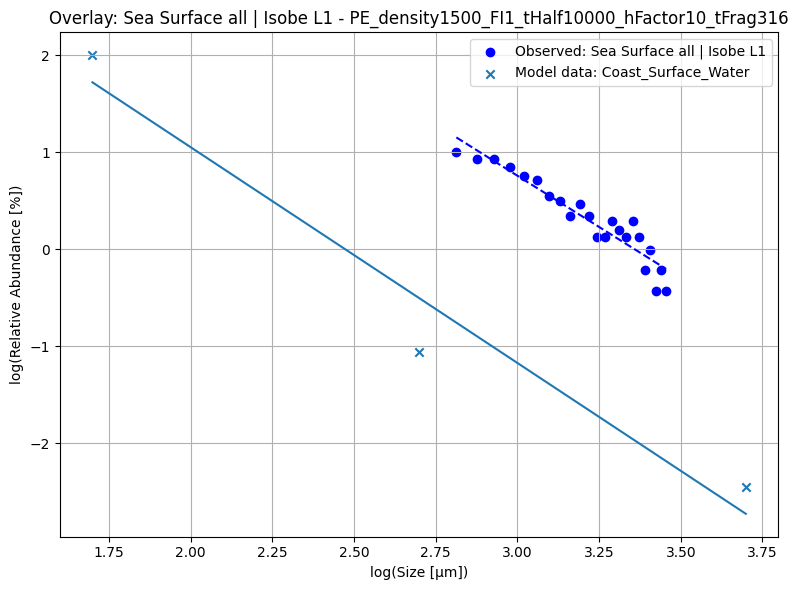 Overlay: Sea Surface all | Isobe L1 - PE_density1500_FI1_tHalf10000_hFactor10_tFrag316
Observed: Sea Surface all | Isobe L1
Model data: Coast_Surface_Water
log(Relative Abundance [%])
2
1
0
−1
−2
1.75
2.00
2.25
2.50
2.75
3.00
3.25
3.50
3.75
log(Size [μm])